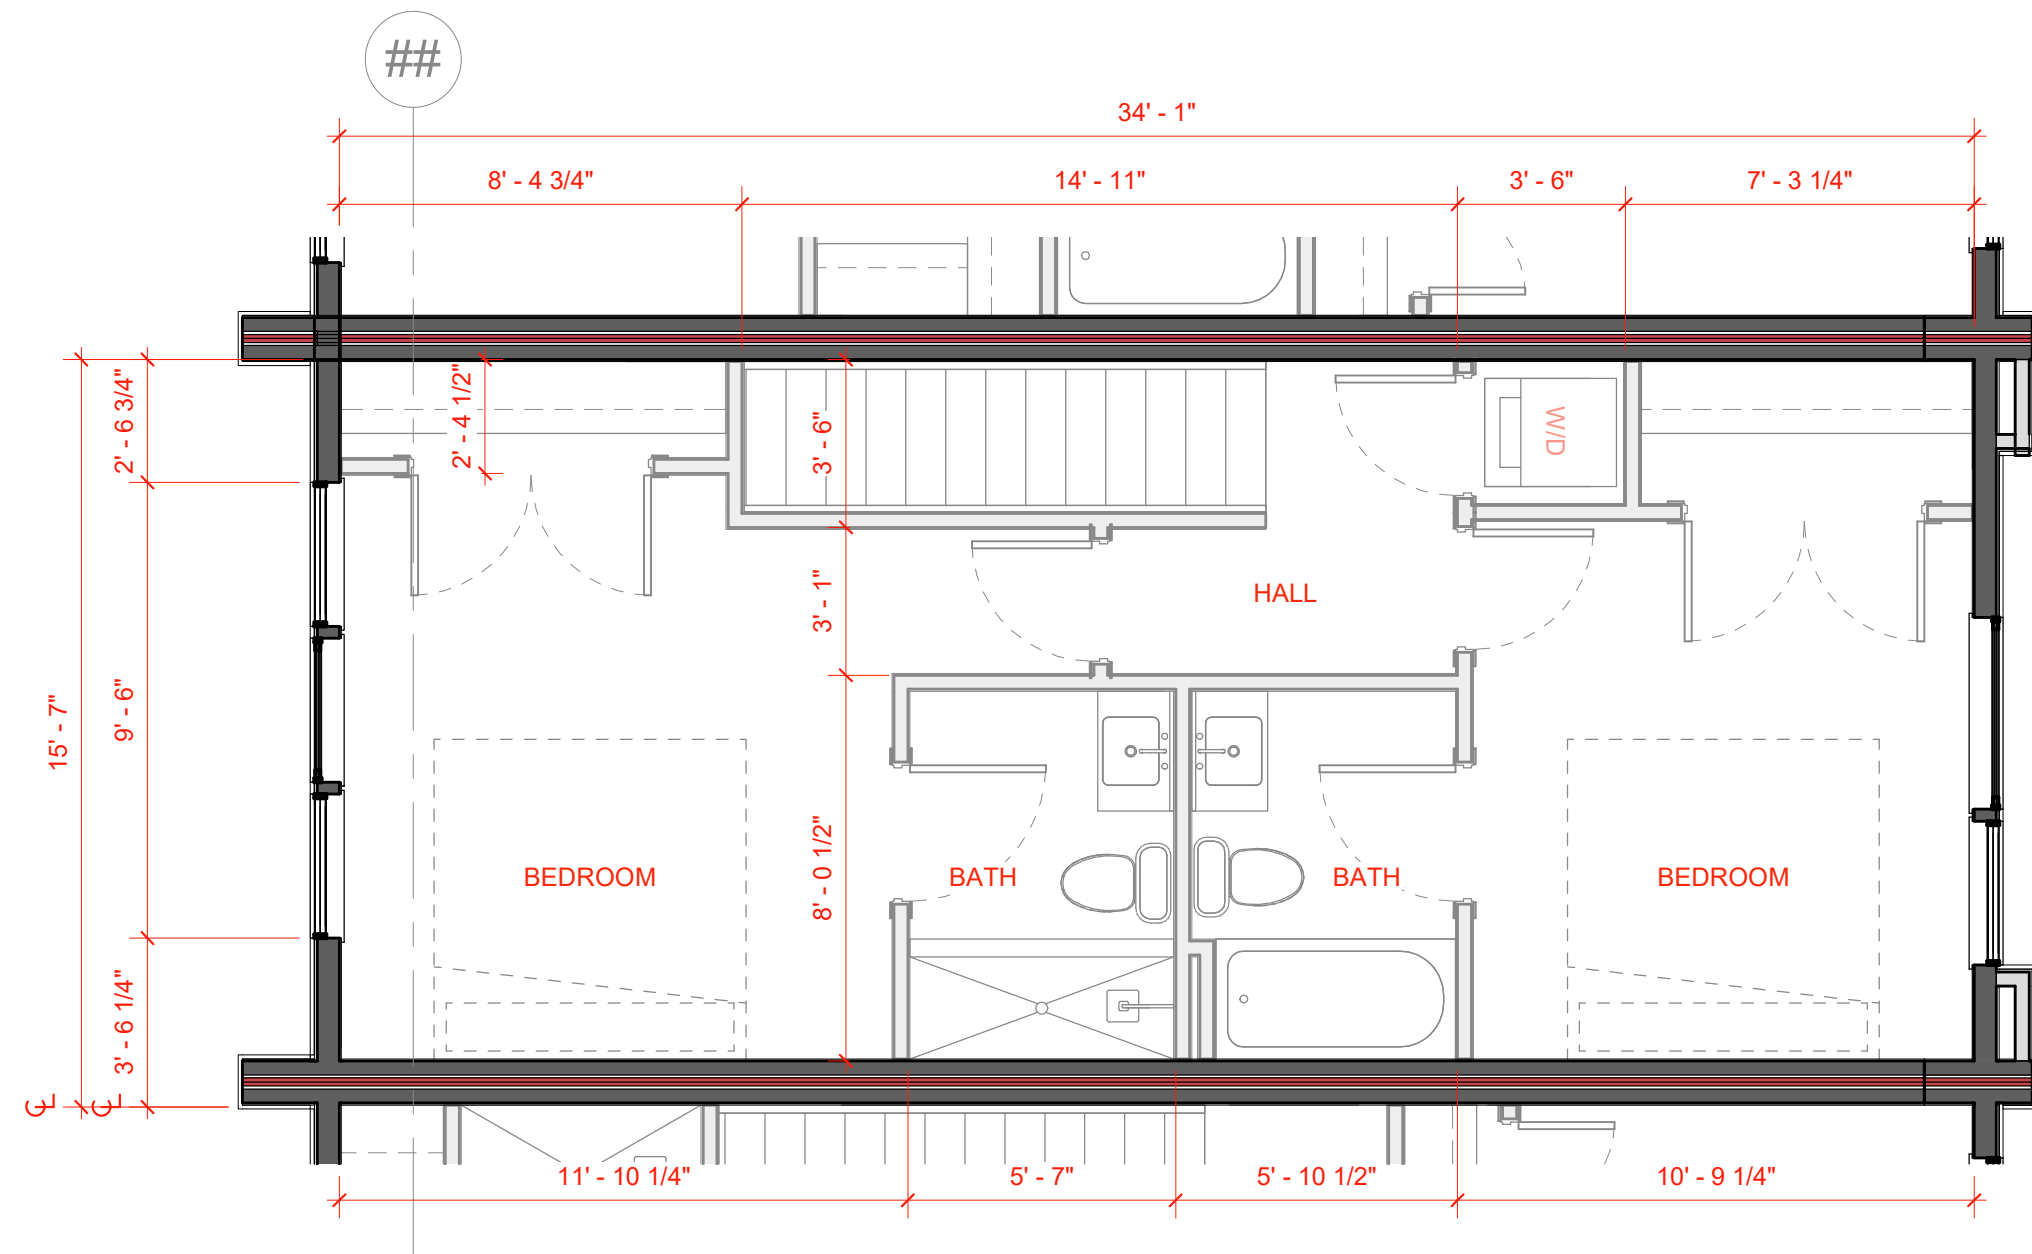 ##
34' - 1"
8' - 4 3/4"
14' - 11"
3' - 6"
7' - 3 1/4"
2' - 6 3/4"
2' - 4 1/2"
3' - 6"
W/D
3' - 1"
HALL
15' - 7"
9' - 6"
8' - 0 1/2"
BEDROOM
BATH
BATH
BEDROOM
3' - 6 1/4"
℄
℄
11' - 10 1/4"
5' - 7"
5' - 10 1/2"
10' - 9 1/4"